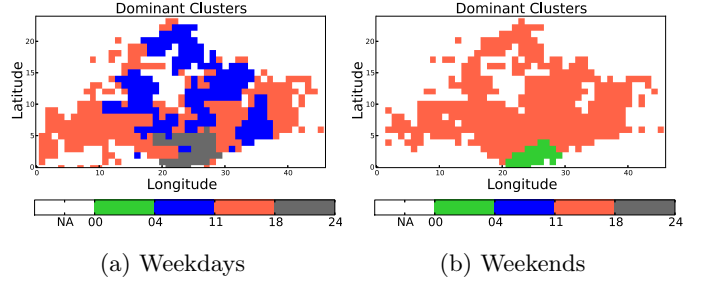 Dominant Clusters
Latitude
20
15
10
5
0
0 10 20 30 40
Longitude
NA 00 04 11 18 24
(a) Weekdays
Dominant Clusters
Latitude
20
15
10
5
0
0 10 20 30 40
Longitude
NA 00 04 11 18 24
(b) Weekends